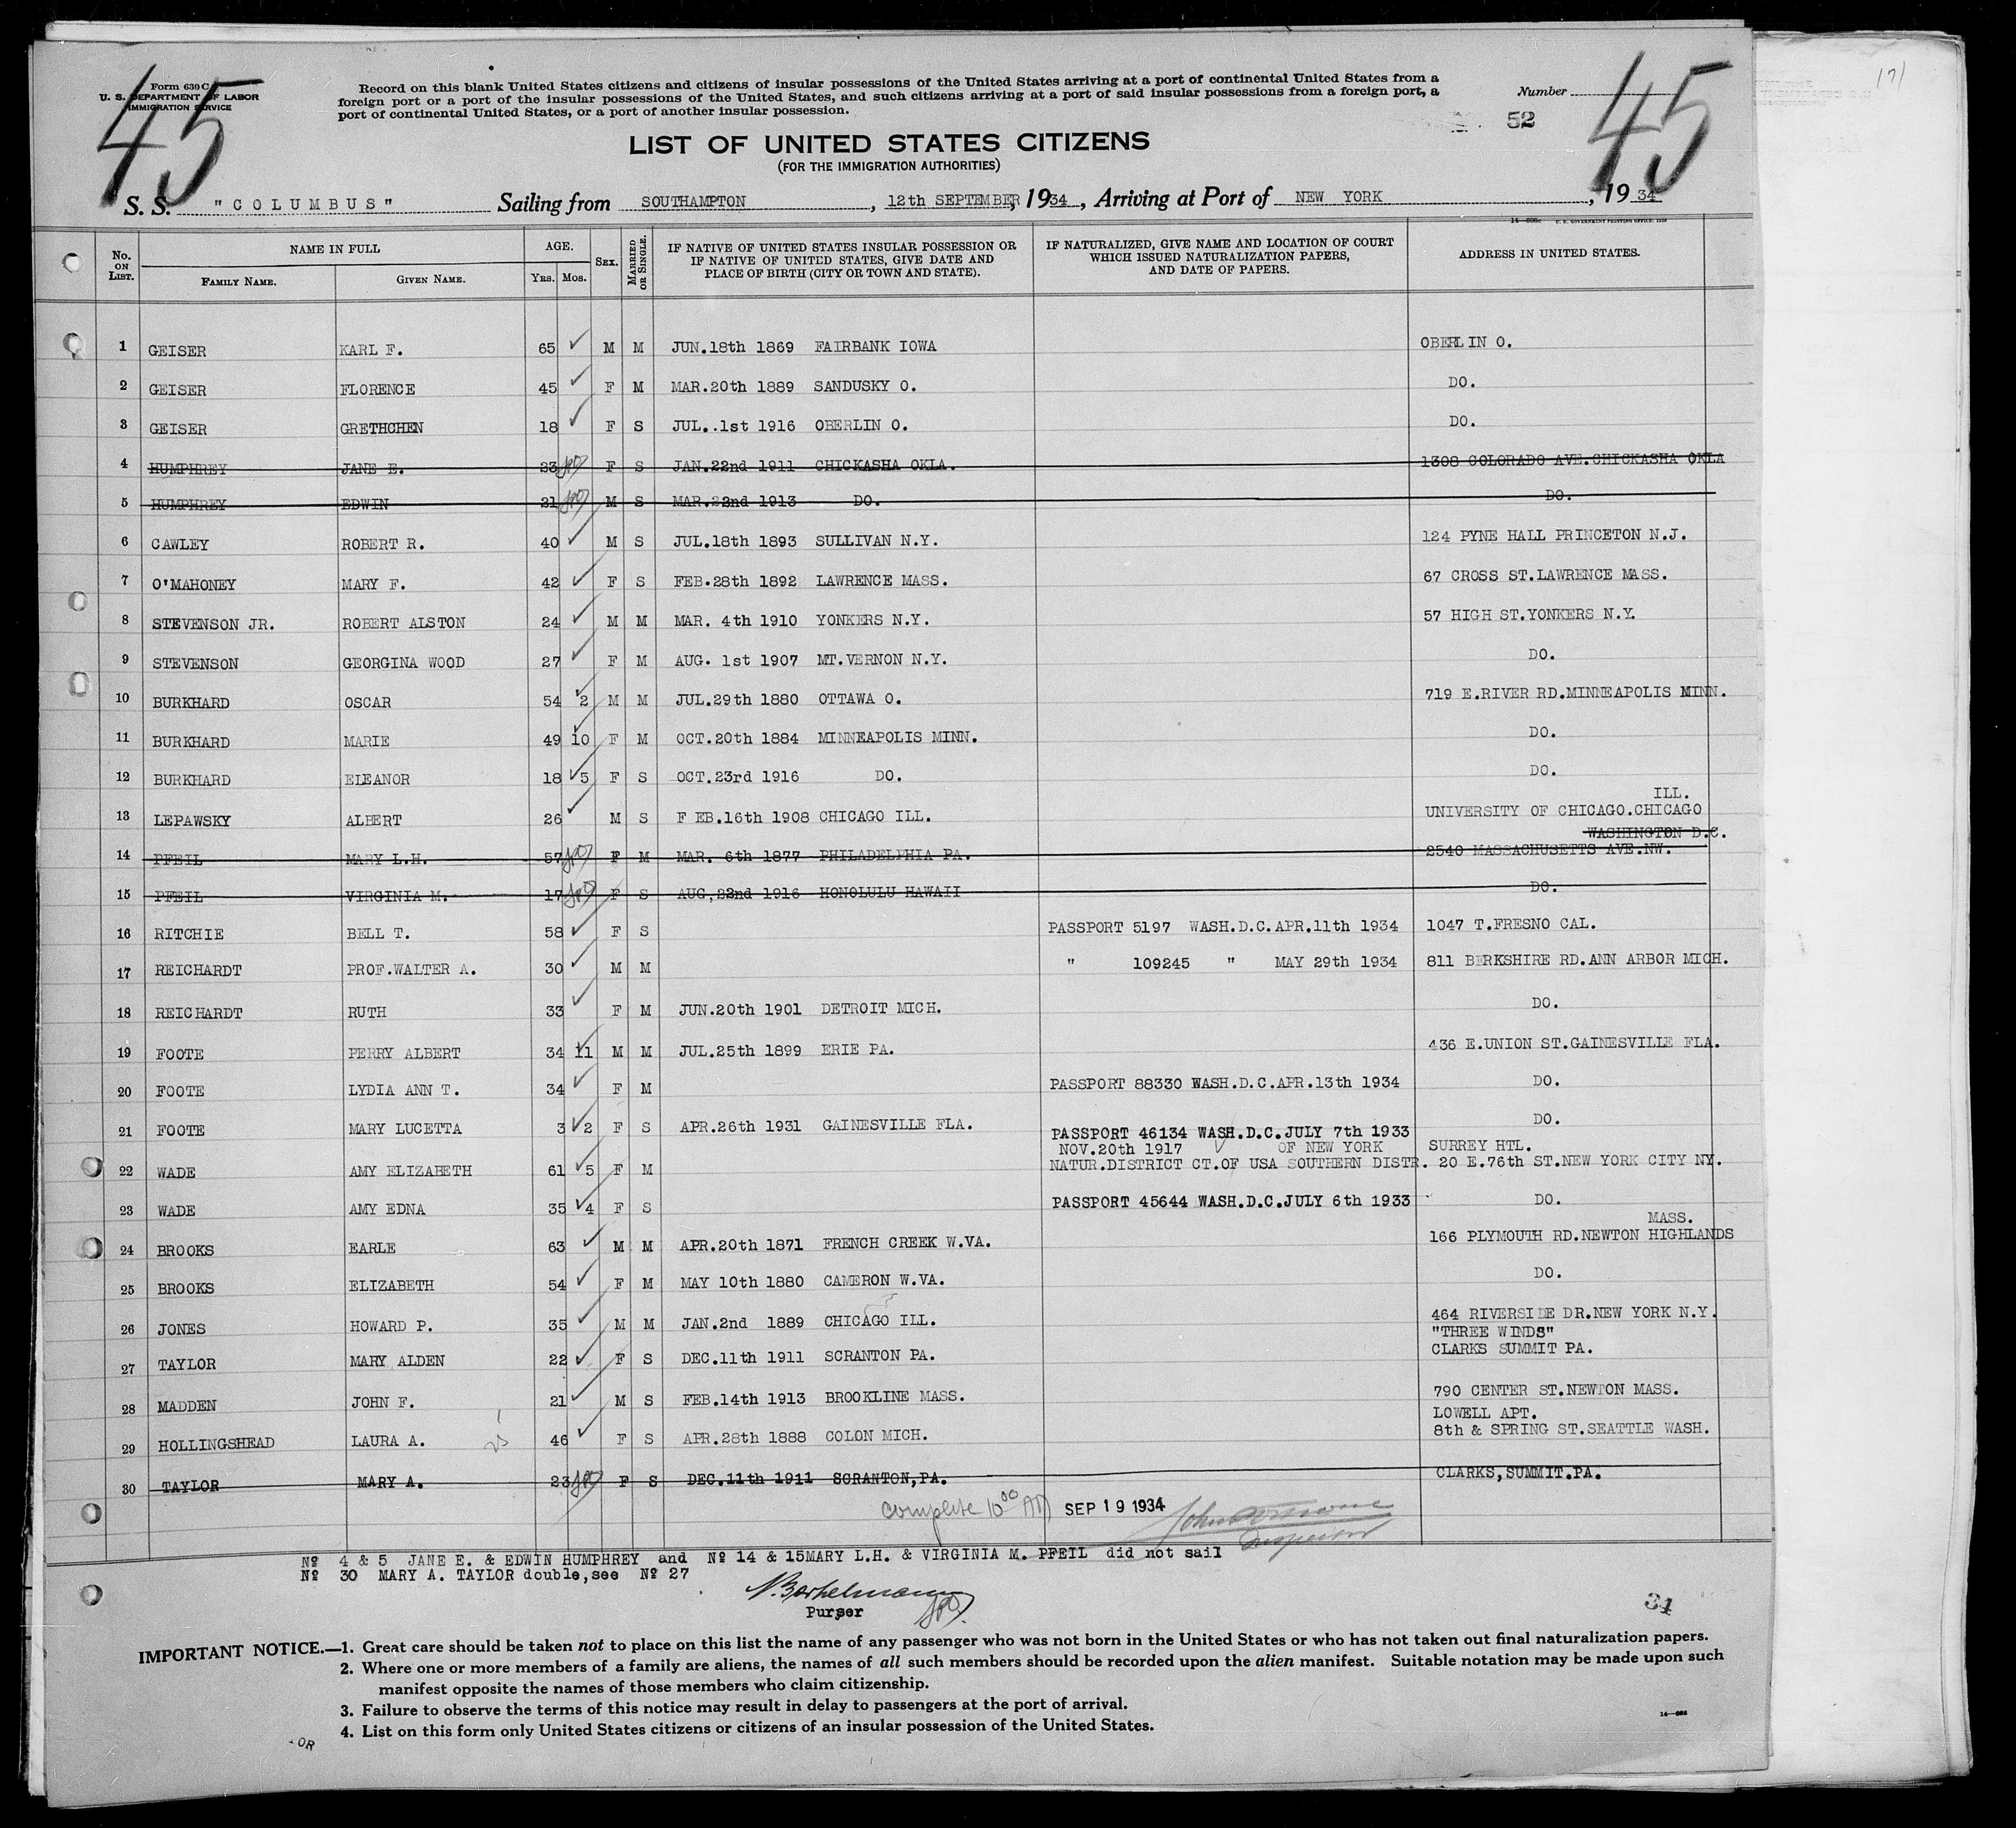 171
45
45
Form 630 C
U. S. DEPARTMENT OF LABOR
IMMIGRATION SERVICE
Record on this blank United States citizens and citizens of insular possessions of the United States arriving at a port of continental United States from a
foreign port or a port of the insular possessions of the United States, and such citizens arriving at a port of said insular possessions from a foreign port, a
port of continental United States, or a port of another insular possession.
Number
52
LIST OF UNITED STATES CITIZENS
(FOR THE IMMIGRATION AUTHORITIES)
S. S. "COLUMBUS" Sailing from SOUTHAMPTON, 12th SEPTEMBER, 1934, Arriving at Port of NEW YORK, 1934
No. ON LIST. NAME IN FULL AGE. SEX. MARRIED OR SINGLE. IF NATIVE OF UNITED STATES INSULAR POSSESSION OR IF NATIVE OF UNITED STATES, GIVE DATE AND PLACE OF BIRTH (CITY OR TOWN AND STATE). IF NATURALIZED, GIVE NAME AND LOCATION OF COURT WHICH ISSUED NATURALIZATION PAPERS, AND DATE OF PAPERS. ADDRESS IN UNITED STATES.
FAMILY NAME. GIVEN NAME. YRS. MOS.
1 GEISER KARL F. 65 M M JUN.18th 1869 FAIRBANK IOWA OBERLIN O.
2 GEISER FLORENCE 45 F M MAR.20th 1889 SANDUSKY O. DO.
3 GEISER GRETHCHEN 18 F S JUL..1st 1916 OBERLIN O. DO.
4 HUMPHREY JANE E. 23 F S JAN.22nd 1911 CHICKASHA OKLA. 1308 COLORADO AVE.CHICKASHA OKLA
5 HUMPHREY EDWIN 21 M S MAR.22nd 1913 DO. DO.
6 CAWLEY ROBERT R. 40 M S JUL.18th 1893 SULLIVAN N.Y. 124 PYNE HALL PRINCETON N.J.
7 O'MAHONEY MARY F. 42 F S FEB.28th 1892 LAWRENCE MASS. 67 CROSS ST.LAWRENCE MASS.
8 STEVENSON JR. ROBERT ALSTON 24 M M MAR. 4th 1910 YONKERS N.Y. 57 HIGH ST.YONKERS N.Y.
9 STEVENSON GEORGINA WOOD 27 F M AUG. 1st 1907 MT.VERNON N.Y. DO.
10 BURKHARD OSCAR 54 2 M M JUL.29th 1880 OTTAWA O. 719 E.RIVER RD.MINNEAPOLIS MINN.
11 BURKHARD MARIE 49 10 F M OCT.20th 1884 MINNEAPOLIS MINN. DO.
12 BURKHARD ELEANOR 18 5 F S OCT.23rd 1916 DO. DO.
ILL.
13 LEPAWSKY ALBERT 26 M S F EB.16th 1908 CHICAGO ILL. UNIVERSITY OF CHICAGO.CHICAGO
WASHINGTON D.C.
14 PFEIL MARY L.H. 57 F M MAR. 6th 1877 PHILADELPHIA PA. 2540 MASSACHUSETTS AVE.NW.
15 PFEIL VIRGINIA M. 17 F S AUG,22nd 1916 HONOLULU HAWAII DO.
16 RITCHIE BELL T. 58 F S PASSPORT 5197 WASH.D.C.APR.11th 1934 1047 T.FRESNO CAL.
17 REICHARDT PROF.WALTER A. 30 M M " 109245 " MAY 29th 1934 811 BERKSHIRE RD.ANN ARBOR MICH.
18 REICHARDT RUTH 33 F M JUN.20th 1901 DETROIT MICH. DO.
19 FOOTE PERRY ALBERT 34 11 M M JUL.25th 1899 ERIE PA. 436 E.UNION ST.GAINESVILLE FLA.
20 FOOTE LYDIA ANN T. 34 F M PASSPORT 88330 WASH.D.C.APR.13th 1934 DO.
21 FOOTE MARY LUCETTA 3 2 F S APR.26th 1931 GAINESVILLE FLA. DO.
PASSPORT 46134 WASH.D.C.JULY 7th 1933
NOV.20th 1917 OF NEW YORK SURREY HTL.
22 WADE AMY ELIZABETH 61 5 F M NATUR.DISTRICT CT.OF USA SOUTHERN DISTR. 20 E.76th ST.NEW YORK CITY NY.
23 WADE AMY EDNA 35 4 F S PASSPORT 45644 WASH.D.C.JULY 6th 1933 DO.
MASS.
24 BROOKS EARLE 63 M M APR.20th 1871 FRENCH CREEK W.VA. 166 PLYMOUTH RD.NEWTON HIGHLANDS
25 BROOKS ELIZABETH 54 F M MAY 10th 1880 CAMERON W.VA. DO.
26 JONES HOWARD P. 35 M M JAN.2nd 1889 CHICAGO ILL. 464 RIVERSIDE DR.NEW YORK N.Y.
"THREE WINDS"
27 TAYLOR MARY ALDEN 22 F S DEC.11th 1911 SCRANTON PA. CLARKS SUMMIT PA.
28 MADDEN JOHN F. 21 M S FEB.14th 1913 BROOKLINE MASS. 790 CENTER ST.NEWTON MASS.
LOWELL APT.
29 HOLLINGSHEAD LAURA A. 46 F S APR.28th 1888 COLON MICH. 8th & SPRING ST.SEATTLE WASH.
30 TAYLOR MARY A. 23 F S DEC.11th 1911 SCRANTON,PA. CLARKS,SUMMIT.PA.
Complete 10 00 AM SEP 19 1934
Inspector
№ 4 & 5 JANE E. & EDWIN HUMPHREY and № 14 & 15MARY L.H. & VIRGINIA M. PFEIL did not sail
№ 30 MARY A. TAYLOR double,see № 27
Purser
34
IMPORTANT NOTICE.—1. Great care should be taken not to place on this list the name of any passenger who was not born in the United States or who has not taken out final naturalization papers.
2. Where one or more members of a family are aliens, the names of all such members should be recorded upon the alien manifest. Suitable notation may be made upon such
manifest opposite the names of those members who claim citizenship.
3. Failure to observe the terms of this notice may result in delay to passengers at the port of arrival.
4. List on this form only United States citizens or citizens of an insular possession of the United States.
OR